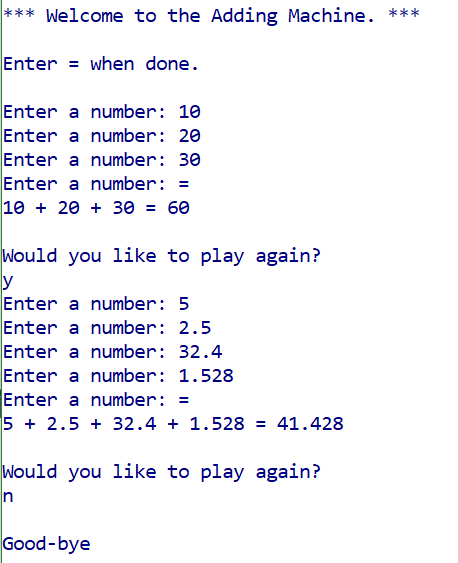 *** Welcome to the Adding Machine. ***
Enter = when done.
Enter a number: 10
Enter a number: 20
Enter a number: 30
Enter a number: =
10 + 20 + 30 = 60
Would you like to play again?
y
Enter a number: 5
Enter a number: 2.5
Enter a number: 32.4
Enter a number: 1.528
Enter a number: =
5 + 2.5 + 32.4 + 1.528 = 41.428
Would you like to play again?
n
Good-bye